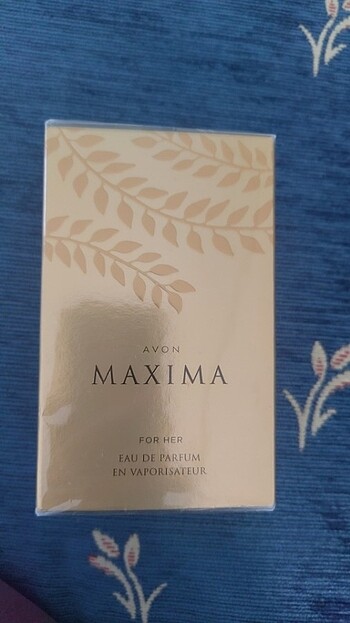 AVON
MAXIMA
FOR HER
EAU DE PARFUM
EN VAPORISATEUR